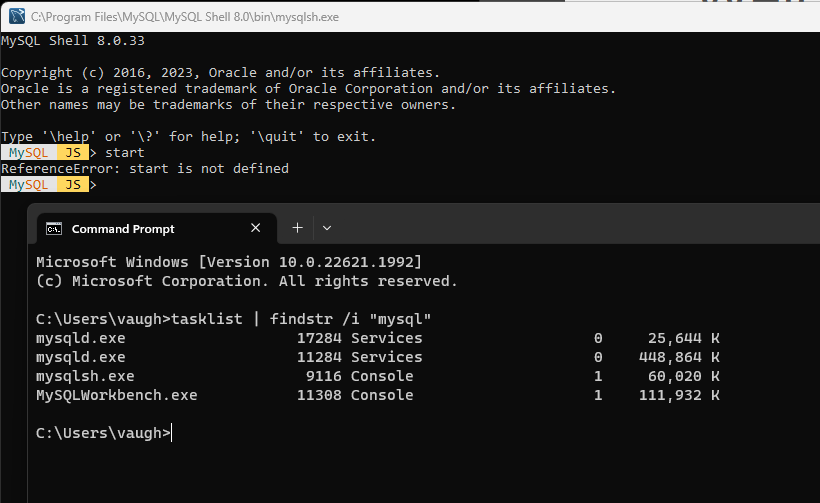 C:\Program Files\MySQL\MySQL Shell 8.0\bin\mysqlsh.exe
MySQL Shell 8.0.33
Copyright (c) 2016, 2023, Oracle and/or its affiliates.
Oracle is a registered trademark of Oracle Corporation and/or its affiliates.
Other names may be trademarks of their respective owners.
Type '\help' or '\?' for help; '\quit' to exit.
MySQL JS > start
ReferenceError: start is not defined
MySQL JS >
Command Prompt
Microsoft Windows [Version 10.0.22621.1992]
(c) Microsoft Corporation. All rights reserved.
C:\Users\vaugh>tasklist | findstr /i "mysql"
mysqld.exe 17284 Services 0 25,644 K
mysqld.exe 11284 Services 0 448,864 K
mysqlsh.exe 9116 Console 1 60,020 K
MySQLWorkbench.exe 11308 Console 1 111,932 K
C:\Users\vaugh>